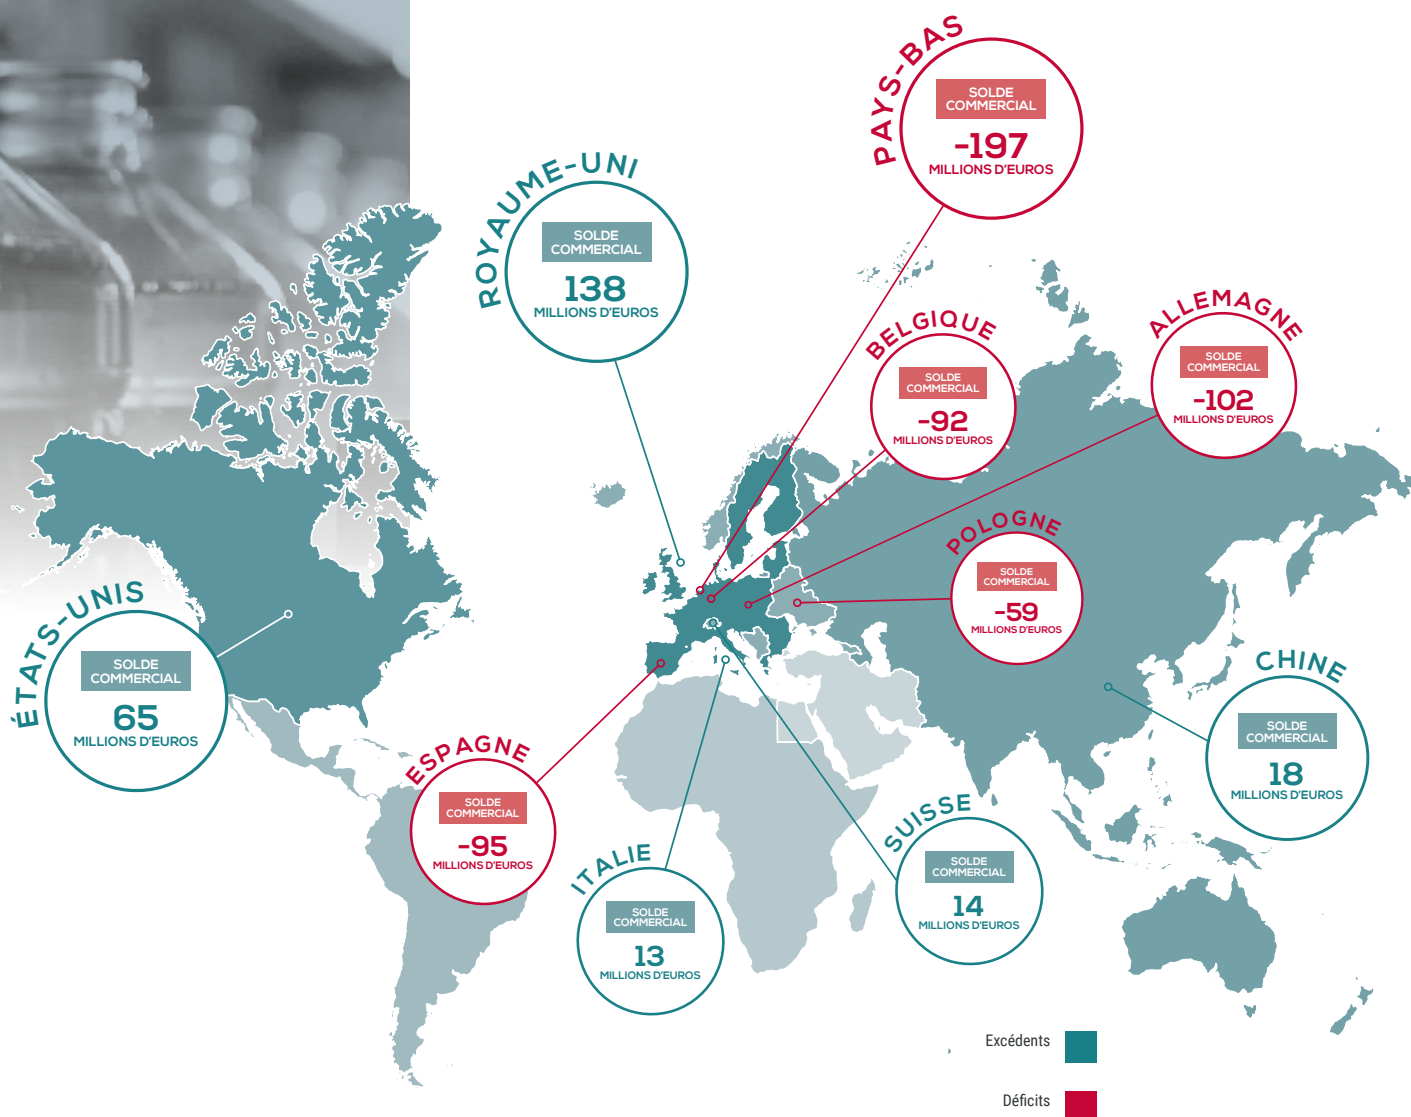 PAYS-BAS
SOLDE
COMMERCIAL
-197
MILLIONS D'EUROS
ROYAUME-UNI
SOLDE
COMMERCIAL
138
MILLIONS D'EUROS
BELGIQUE
SOLDE
COMMERCIAL
-92
MILLIONS D'EUROS
ALLEMAGNE
SOLDE
COMMERCIAL
-102
MILLIONS D'EUROS
POLOGNE
SOLDE
COMMERCIAL
-59
MILLIONS D'EUROS
ÉTATS-UNIS
SOLDE
COMMERCIAL
65
MILLIONS D'EUROS
CHINE
SOLDE
COMMERCIAL
18
MILLIONS D'EUROS
ESPAGNE
SOLDE
COMMERCIAL
-95
MILLIONS D'EUROS
ITALIE
SOLDE
COMMERCIAL
13
MILLIONS D'EUROS
SUISSE
SOLDE
COMMERCIAL
14
MILLIONS D'EUROS
Excédents
Déficits